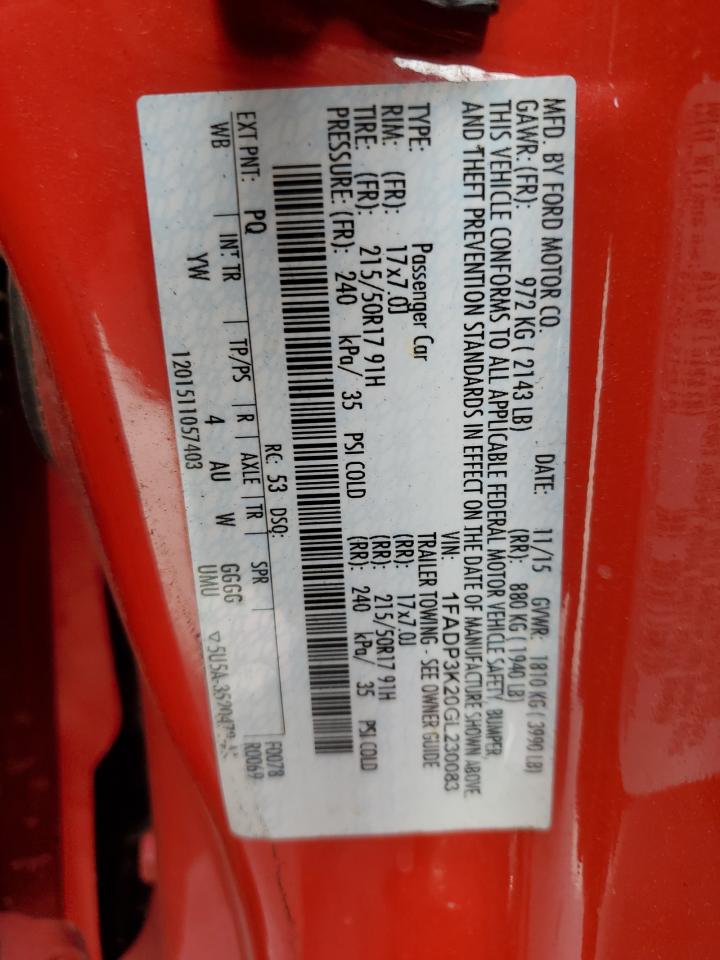 MFD. BY FORD MOTOR CO.
DATE: 11/15 GVWR: 1810 KG ( 3990 LB)
GAWR: (FR): 972 KG ( 2143 LB) (RR): 880 KG ( 1940 LB)
THIS VEHICLE CONFORMS TO ALL APPLICABLE FEDERAL MOTOR VEHICLE SAFETY, BUMPER,
AND THEFT PREVENTION STANDARDS IN EFFECT ON THE DATE OF MANUFACTURE SHOWN ABOVE.
VIN: 1FADP3K20GL230083
TYPE: Passenger Car TRAILER TOWING - SEE OWNER GUIDE
RIM: (FR): 17x7.0J (RR): 17x7.0J
TIRE: (FR): 215/50R17 91H (RR): 215/50R17 91H
PRESSURE: (FR): 240 kPa/ 35 PSI COLD (RR): 240 kPa/ 35 PSI COLD
F0078
RC: 53 DSO: R0069
EXT PNT: PQ
WB INT TR TP/PS R AXLE TR SPR
YW 4 AU W GGGG
UMU
1201511057403